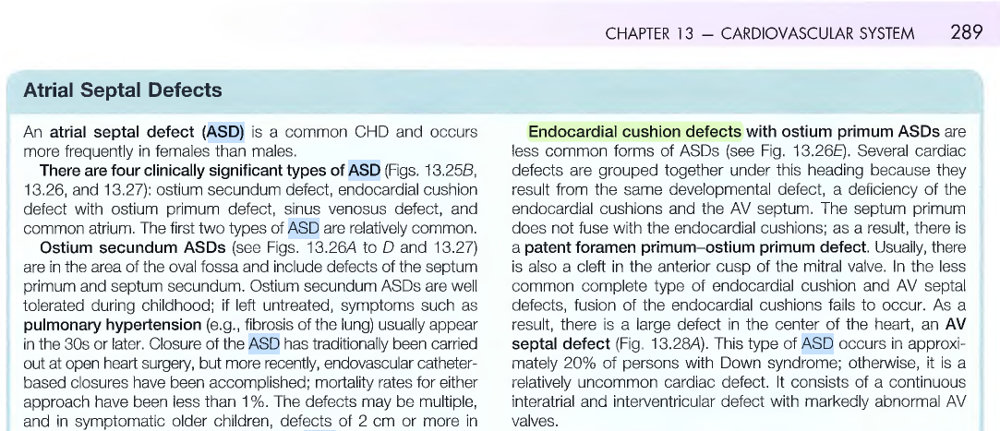 CHAPTER 13 — CARDIOVASCULAR SYSTEM 289
Atrial Septal Defects
An atrial septal defect (ASD) is a common CHD and occurs
more frequently in females than males.
There are four clinically significant types of ASD (Figs. 13.25B,
13.26, and 13.27): ostium secundum defect, endocardial cushion
defect with ostium primum defect, sinus venosus defect, and
common atrium. The first two types of ASD are relatively common.
Ostium secundum ASDs (see Figs. 13.26A to D and 13.27)
are in the area of the oval fossa and include defects of the septum
primum and septum secundum. Ostium secundum ASDs are well
tolerated during childhood; if left untreated, symptoms such as
pulmonary hypertension (e.g., fibrosis of the lung) usually appear
in the 30s or later. Closure of the ASD has traditionally been carried
out at open heart surgery, but more recently, endovascular catheter-
based closures have been accomplished; mortality rates for either
approach have been less than 1%. The defects may be multiple,
and in symptomatic older children, defects of 2 cm or more in
Endocardial cushion defects with ostium primum ASDs are
less common forms of ASDs (see Fig. 13.26E). Several cardiac
defects are grouped together under this heading because they
result from the same developmental defect, a deficiency of the
endocardial cushions and the AV septum. The septum primum
does not fuse with the endocardial cushions; as a result, there is
a patent foramen primum–ostium primum defect. Usually, there
is also a cleft in the anterior cusp of the mitral valve. In the less
common complete type of endocardial cushion and AV septal
defects, fusion of the endocardial cushions fails to occur. As a
result, there is a large defect in the center of the heart, an AV
septal defect (Fig. 13.28A). This type of ASD occurs in approxi-
mately 20% of persons with Down syndrome; otherwise, it is a
relatively uncommon cardiac defect. It consists of a continuous
interatrial and interventricular defect with markedly abnormal AV
valves.